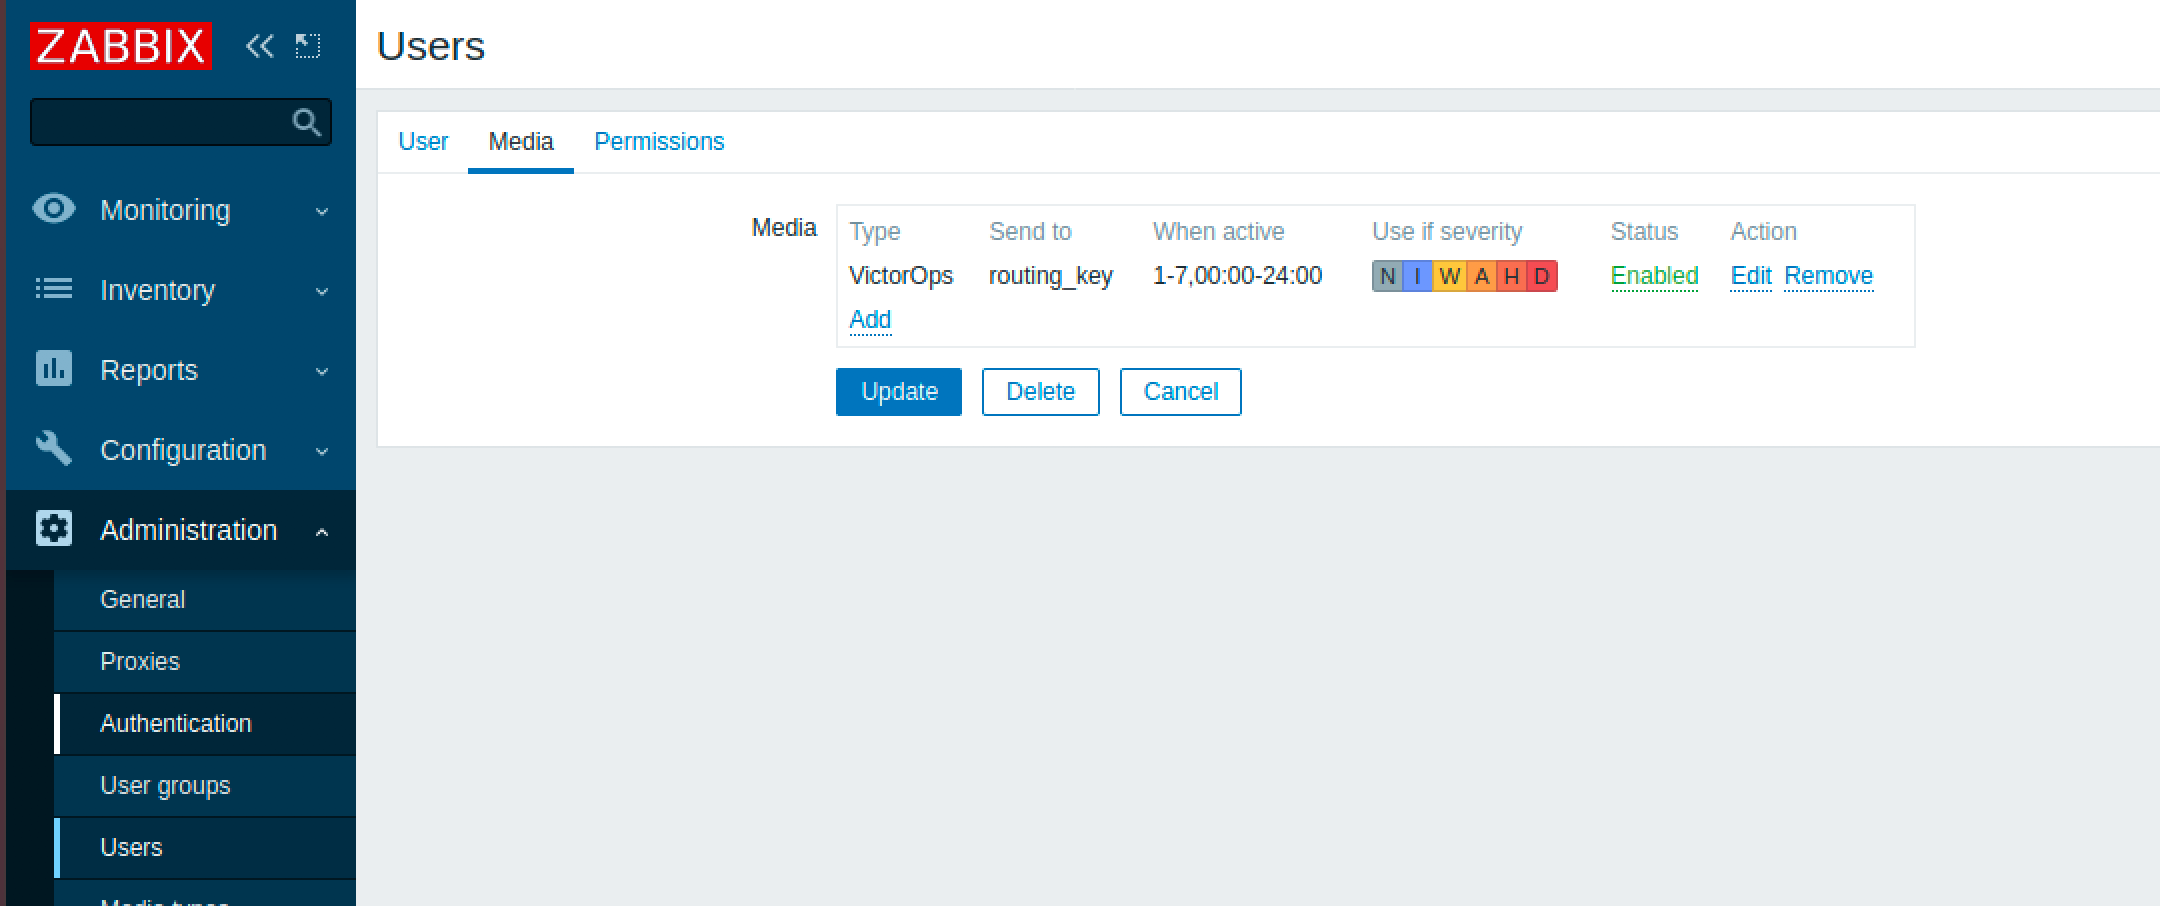 ZABBIX
Users
User Media Permissions
Monitoring
Inventory
Reports
Configuration
Administration
General
Proxies
Authentication
User groups
Users
Media types
Media
Type Send to When active Use if severity Status Action
VictorOps routing_key 1-7,00:00-24:00 N I W A H D Enabled Edit Remove
Add
Update Delete Cancel